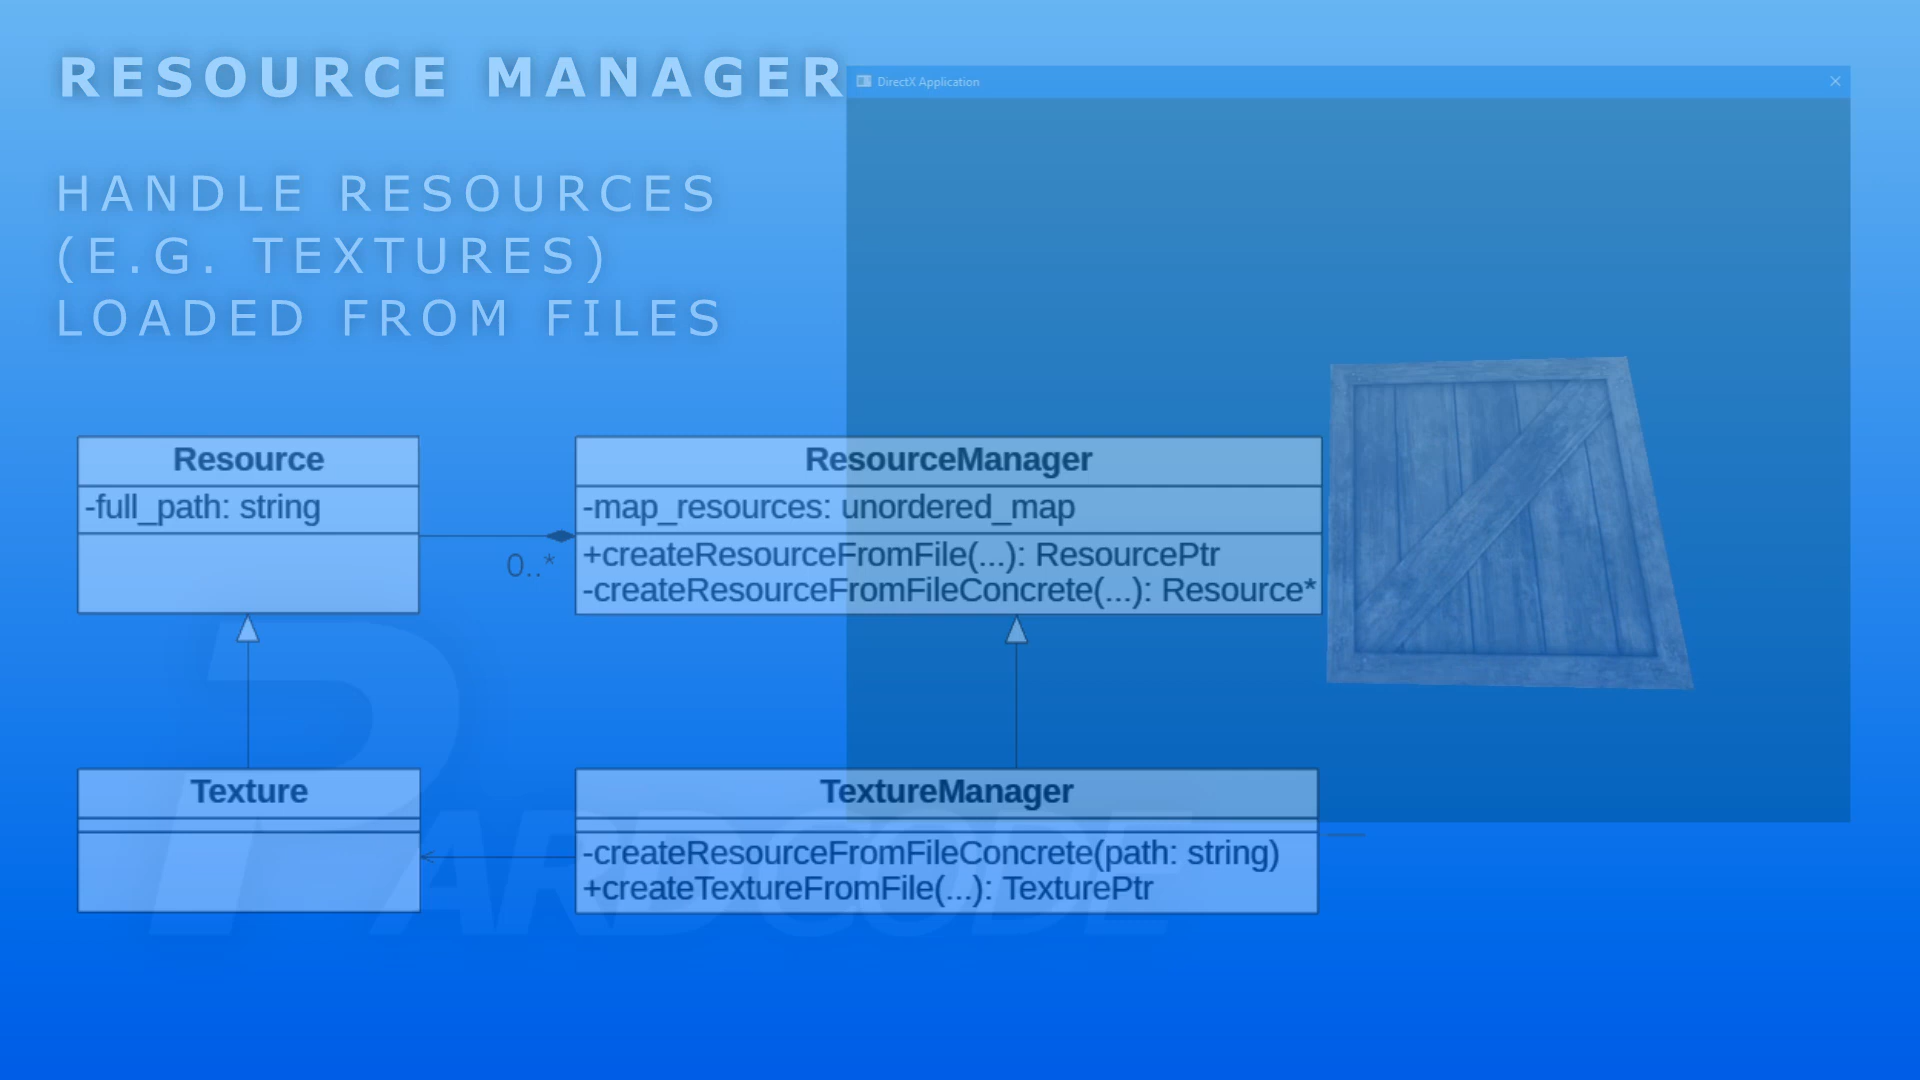 RESOURCE MANAGER
DirectX Application
HANDLE RESOURCES
(E.G. TEXTURES)
LOADED FROM FILES
Resource
-full_path: string
0..*
ResourceManager
-map_resources: unordered_map
+createResourceFromFile(...): ResourcePtr
-createResourceFromFileConcrete(...): Resource*
Texture
TextureManager
-createResourceFromFileConcrete(path: string)
+createTextureFromFile(...): TexturePtr
PARDCODE